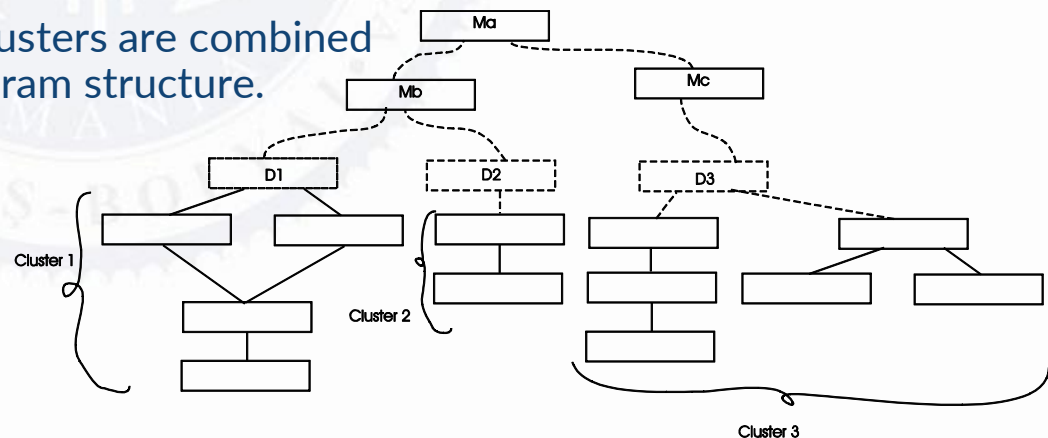 usters are combined
ram structure.
Ma
Mb
Mc
D1
D2
D3
Cluster 1
Cluster 2
Cluster 3